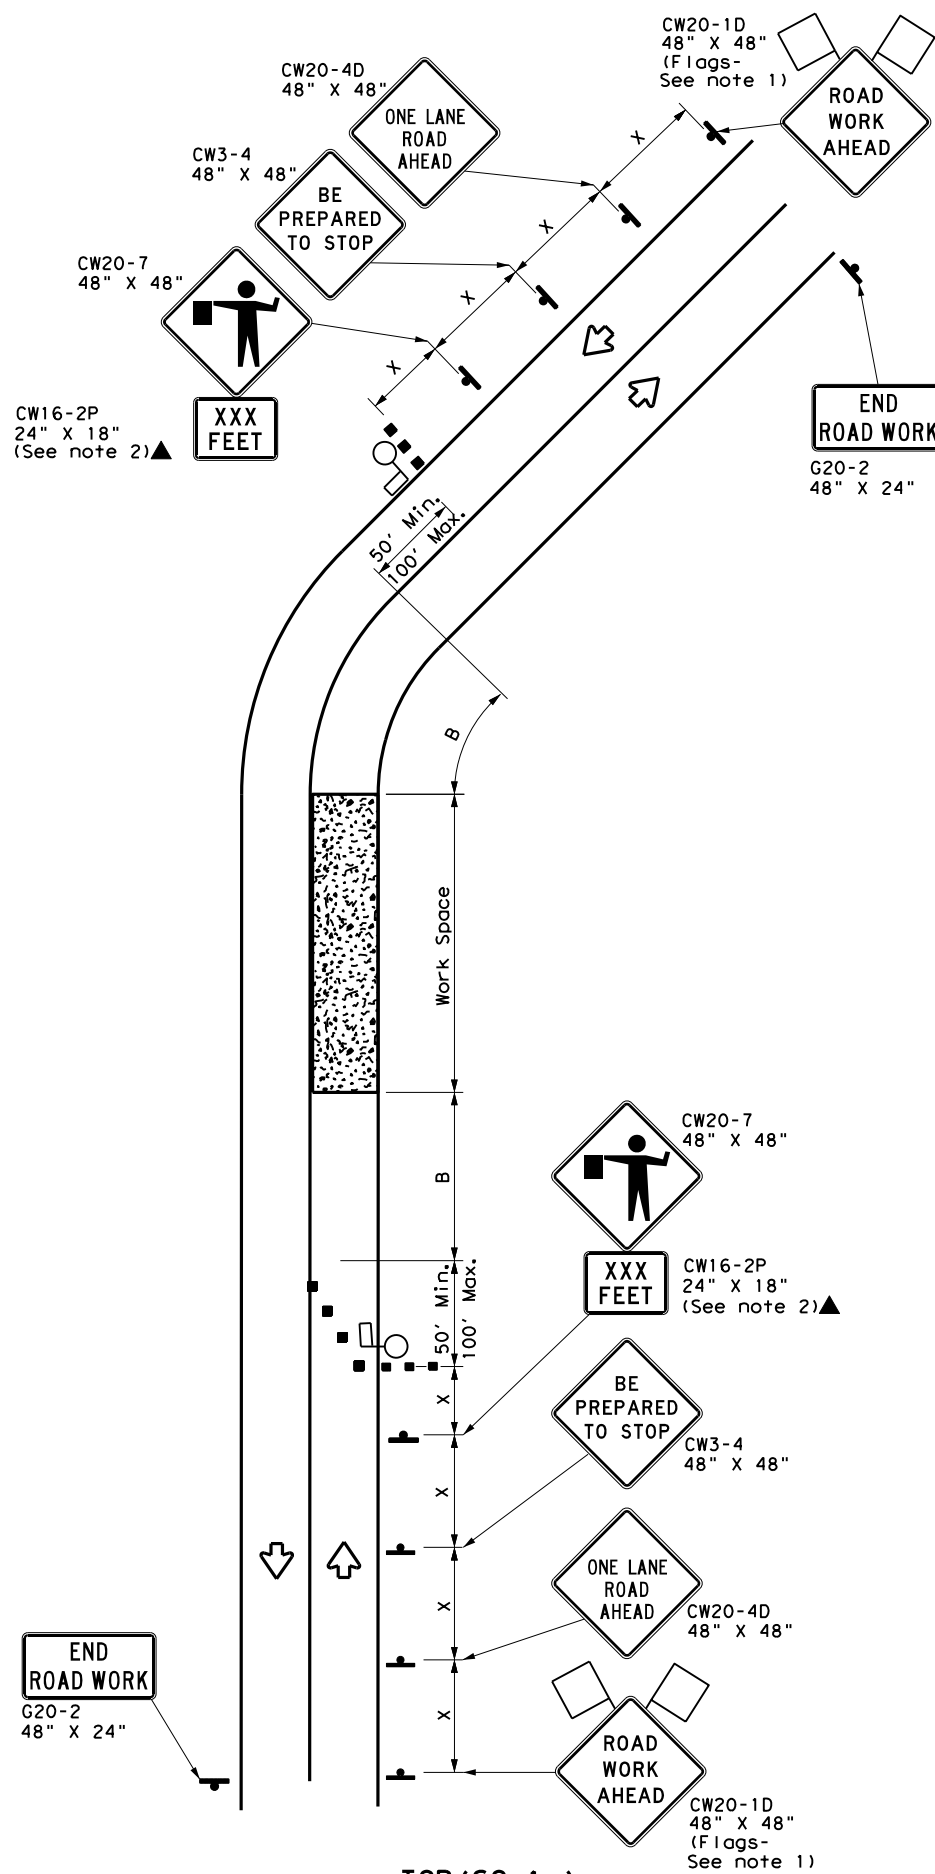 CW20-1D
48" X 48"
(Flags-
See note 1)
ROAD
WORK
AHEAD
CW20-4D
48" X 48"
ONE LANE
ROAD
AHEAD
X
CW3-4
48" X 48"
BE
PREPARED
TO STOP
X
CW20-7
48" X 48"
X
X
XXX
FEET
CW16-2P
24" X 18"
(See note 2)▲
END
ROAD WORK
G20-2
48" X 24"
50' Min.
100' Max.
B
Work Space
B
CW20-7
48" X 48"
XXX
FEET
CW16-2P
24" X 18"
(See note 2)▲
50' Min.
100' Max.
X
BE
PREPARED
TO STOP
CW3-4
48" X 48"
X
ONE LANE
ROAD
AHEAD
CW20-4D
48" X 48"
X
END
ROAD WORK
G20-2
48" X 24"
X
ROAD
WORK
AHEAD
CW20-1D
48" X 48"
(Flags-
See note 1)